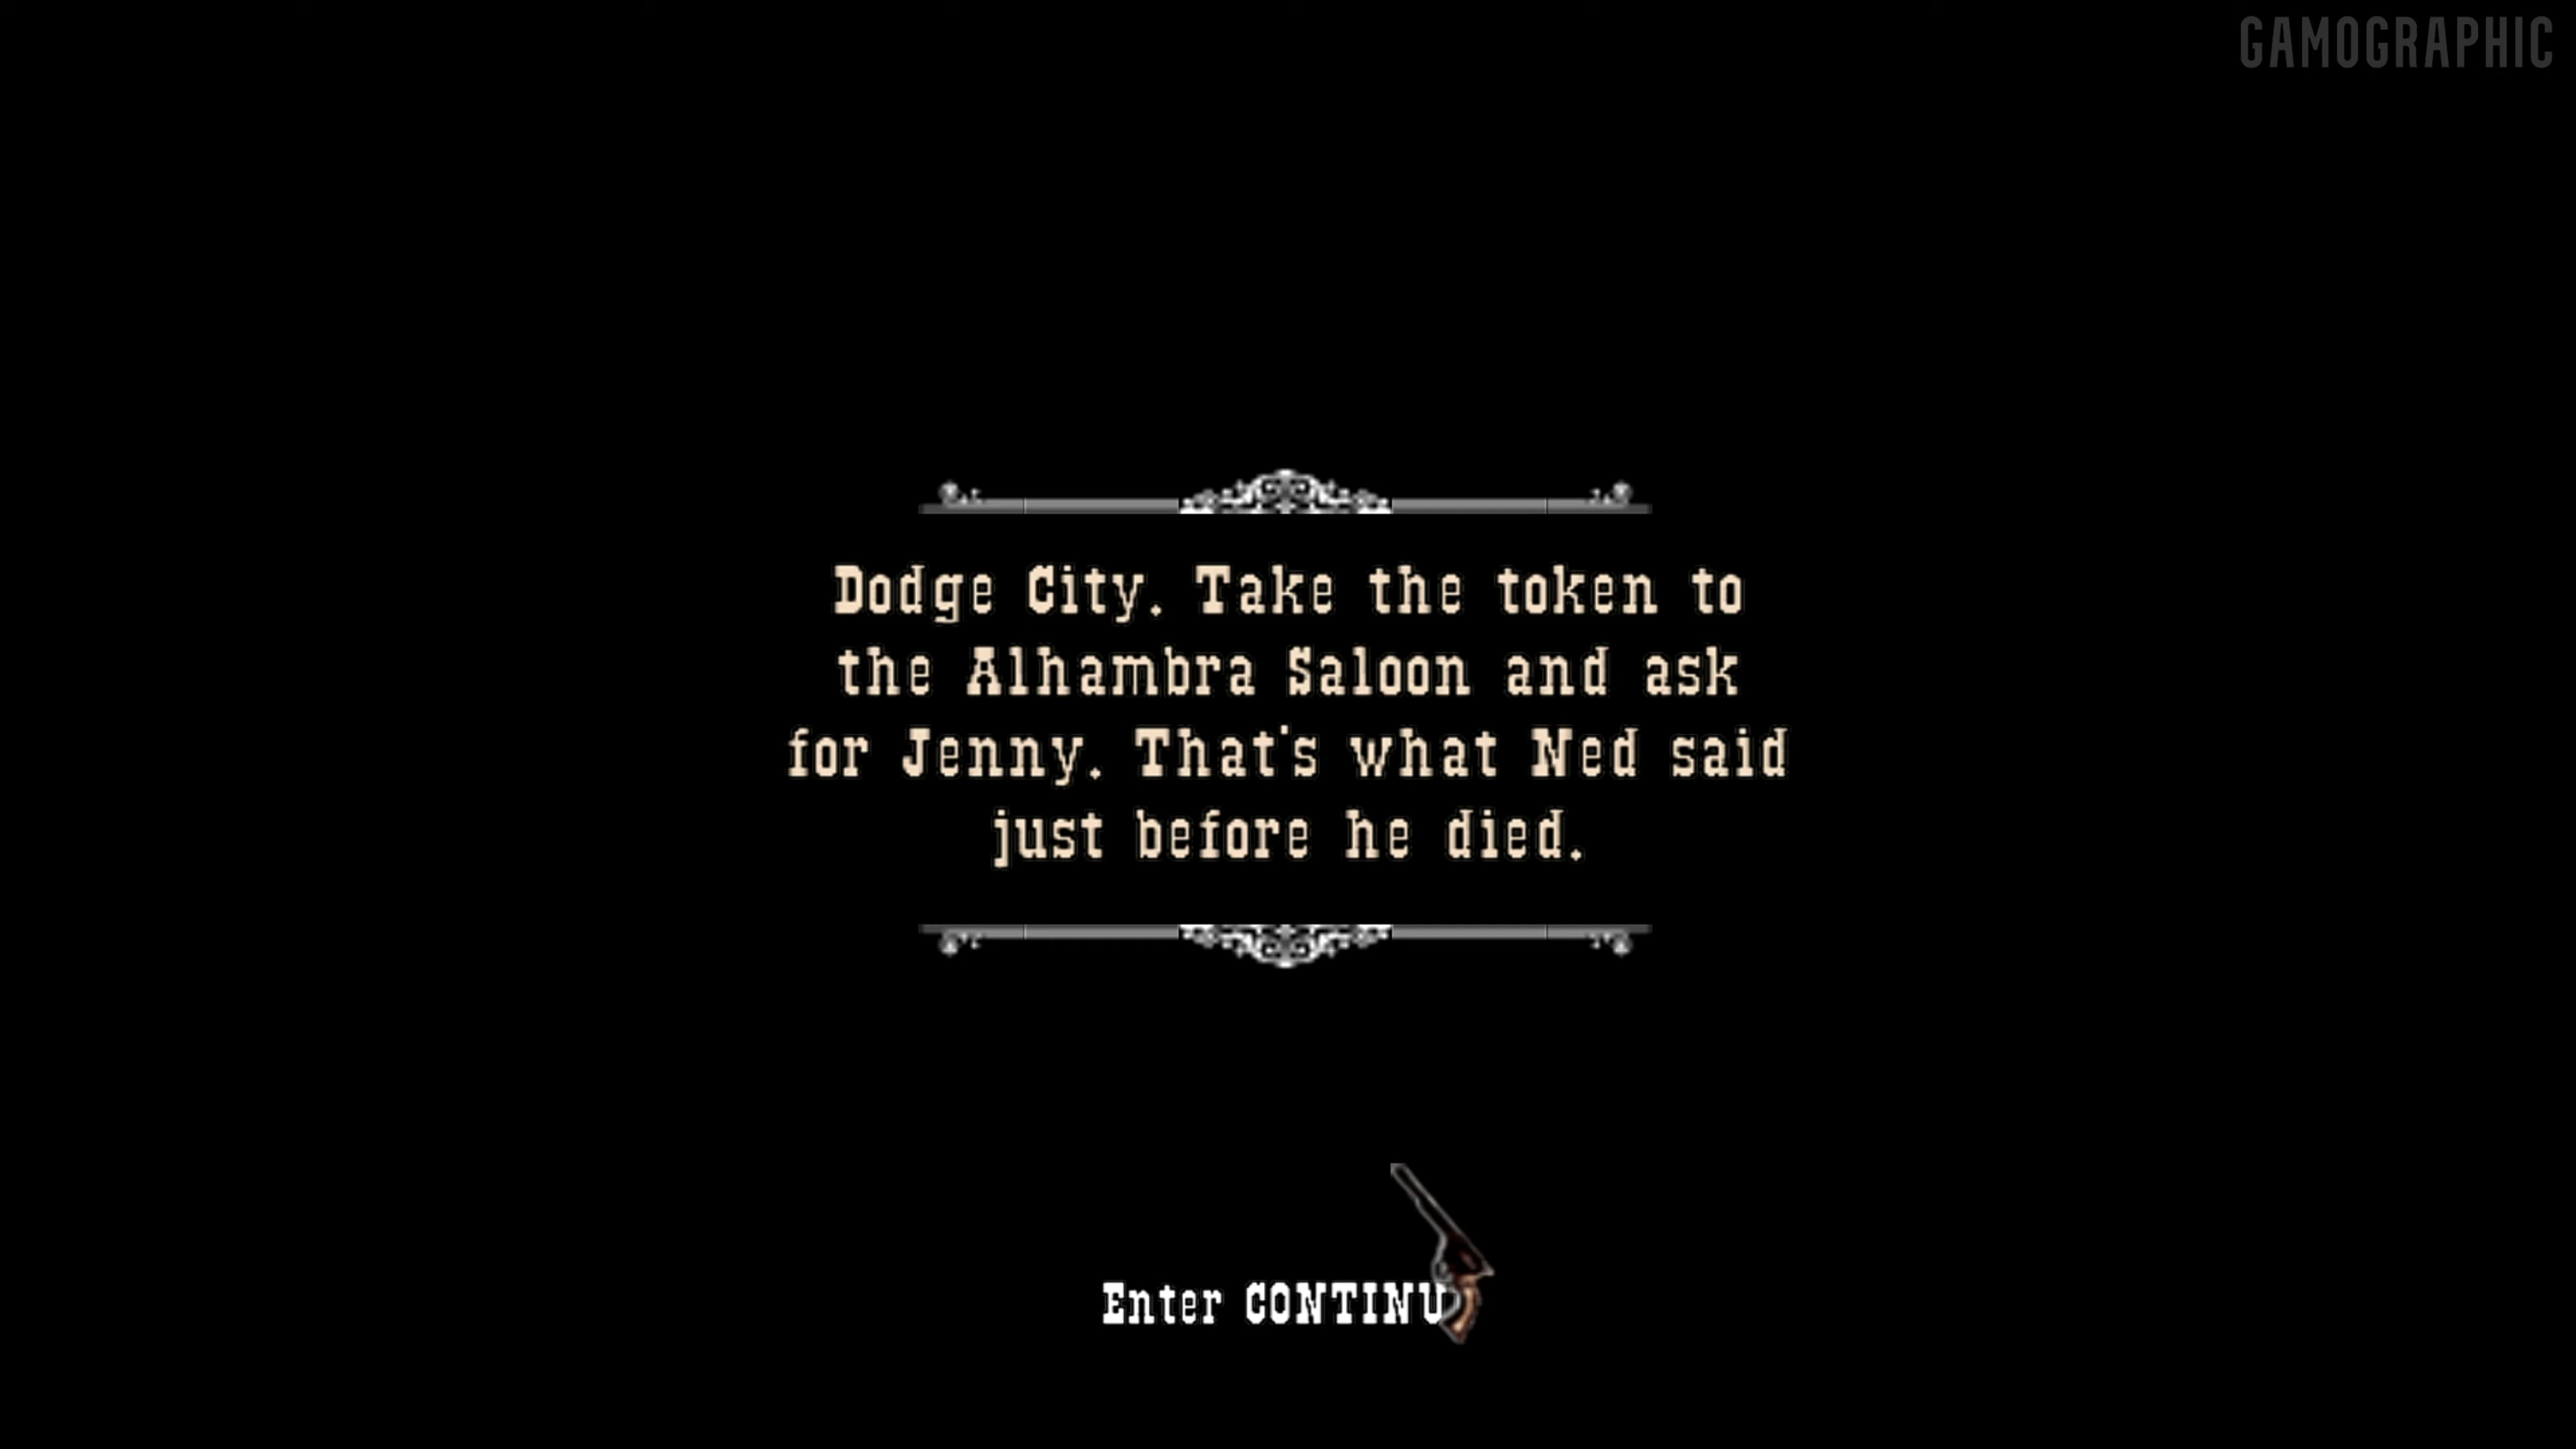 GAMOGRAPHIC
Dodge City. Take the token to
the Alhambra Saloon and ask
for Jenny. That's what Ned said
just before he died.
Enter CONTINU